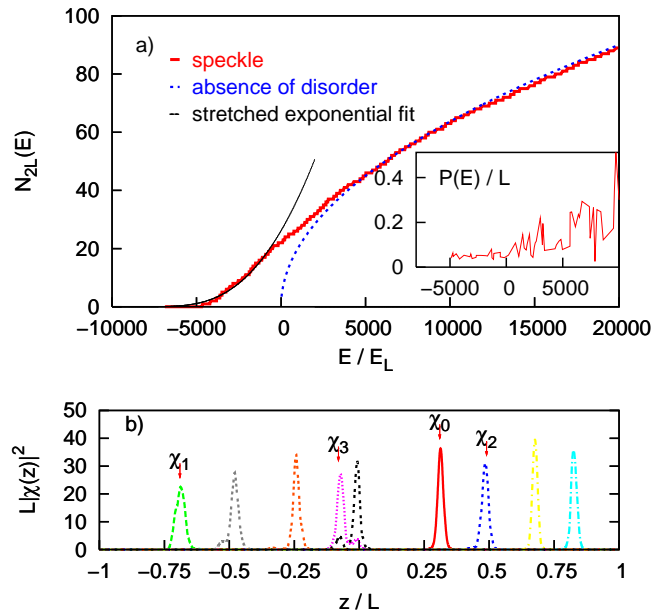 100
80
60
40
20
0
N₂L(E)
a)
speckle
absence of disorder
stretched exponential fit
0.4
0.2
0
P(E) / L
−5000 0 5000
−10000 −5000 0 5000 10000 15000 20000
E / E_L
50
40
30
20
10
0
L|χ(z)|²
b)
χ₁ χ₃ χ₀ χ₂
−1 −0.75 −0.5 −0.25 0 0.25 0.5 0.75 1
z / L